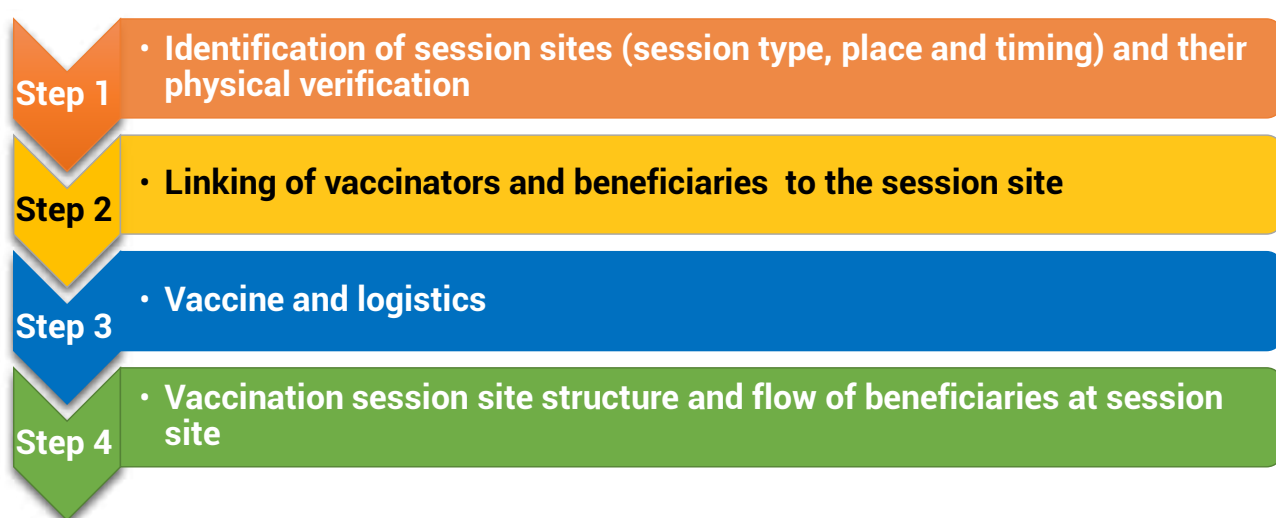 Step 1
• Identification of session sites (session type, place and timing) and their
physical verification
Step 2
• Linking of vaccinators and beneficiaries to the session site
Step 3
• Vaccine and logistics
Step 4
• Vaccination session site structure and flow of beneficiaries at session
site